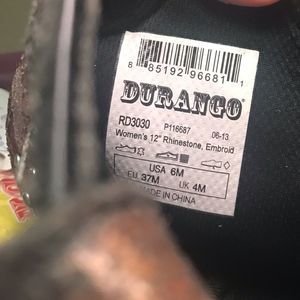 8 85192 96681 1
DURANGO
RD3030 P116687 06-13
Women's 12" Rhinestone, Embroid
USA 6M
EU 37M UK 4M
MADE IN CHINA